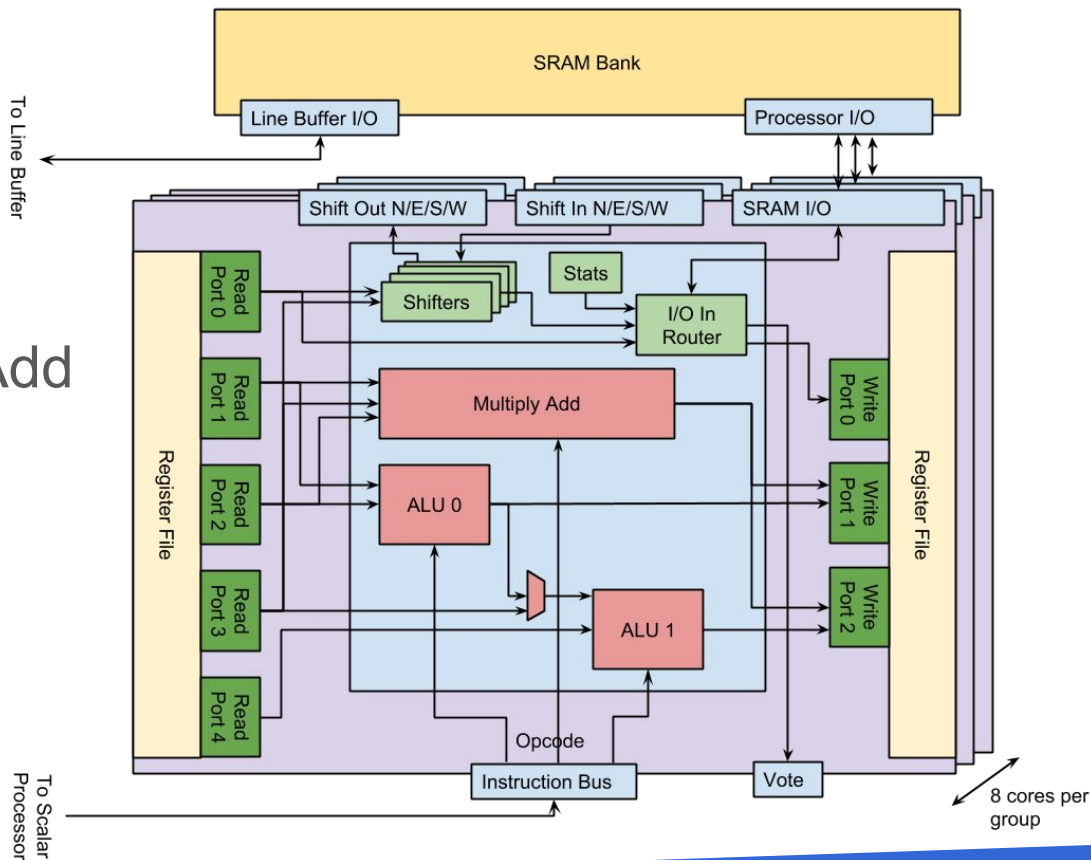 SRAM Bank
Line Buffer I/O
Processor I/O
To Line Buffer
Shift Out N/E/S/W
Shift In N/E/S/W
SRAM I/O
Read
Port 0
Shifters
Stats
I/O In
Router
Add
Read
Port 1
Multiply Add
Write
Port 0
Register File
Read
Port 2
ALU 0
Write
Port 1
Register File
Read
Port 3
ALU 1
Write
Port 2
Read
Port 4
Opcode
Instruction Bus
Vote
To Scalar
Processor
8 cores per
group